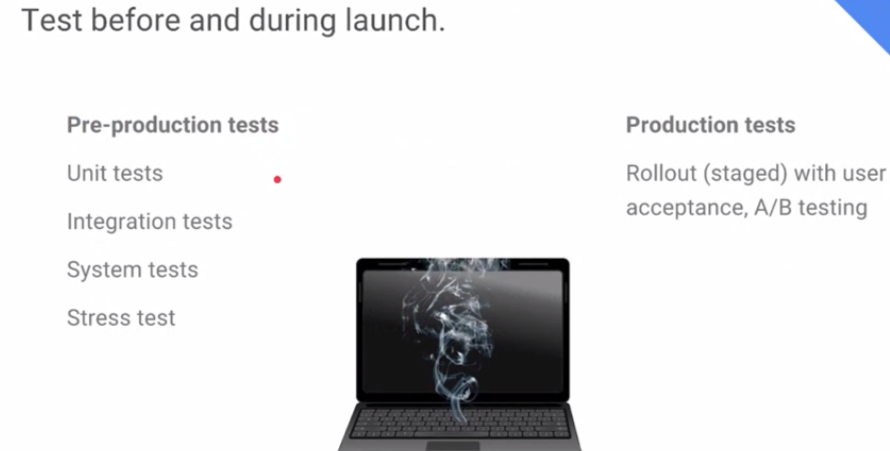 Test before and during launch.
Pre-production tests
Unit tests
Integration tests
System tests
Stress test
Production tests
Rollout (staged) with user
acceptance, A/B testing